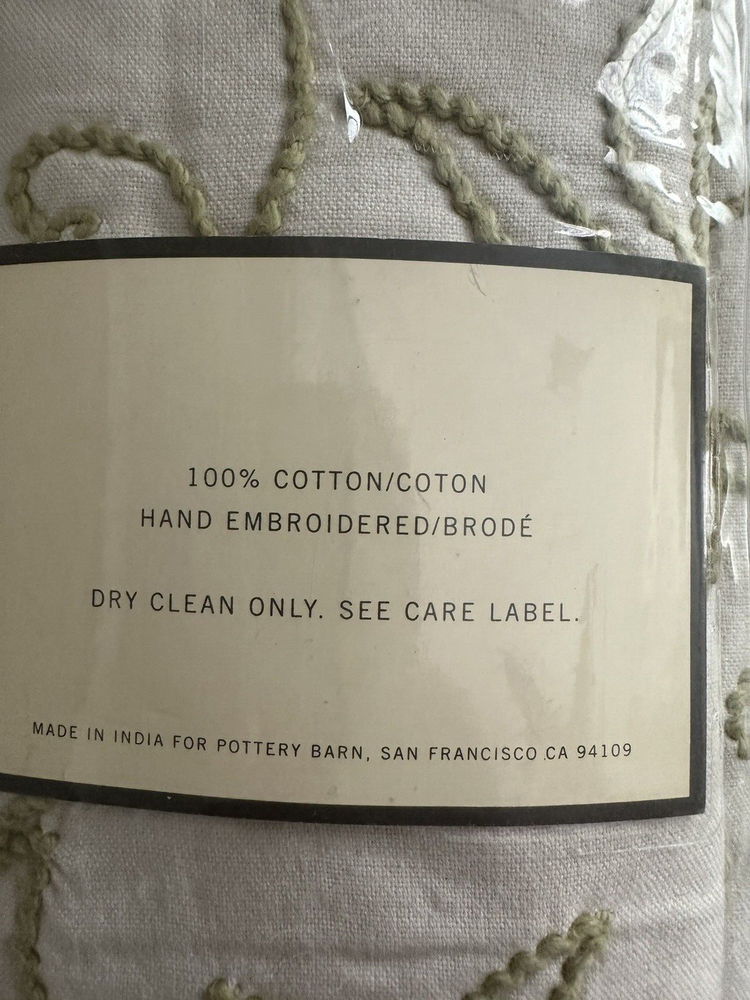 100% COTTON/COTON
HAND EMBROIDERED/BRODÉ
DRY CLEAN ONLY. SEE CARE LABEL.
MADE IN INDIA FOR POTTERY BARN, SAN FRANCISCO CA 94109